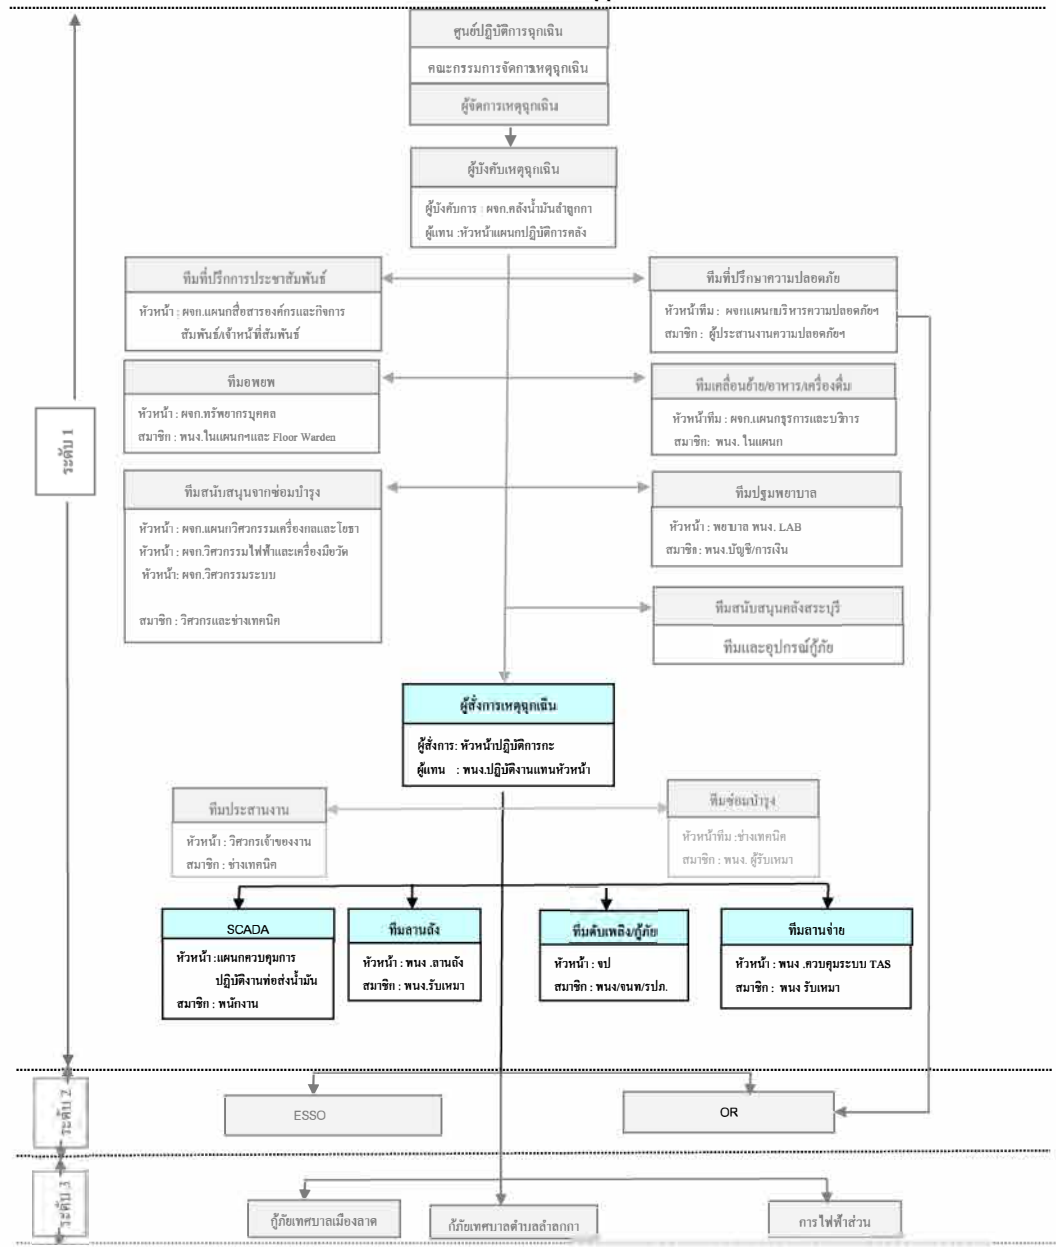 ศูนย์ปฏิบัติการฉุกเฉิน
คณะกรรมการจัดการเหตุฉุกเฉิน
ผู้จัดการเหตุฉุกเฉิน
ผู้บังคับเหตุฉุกเฉิน
ผู้บังคับการ : ผจก.คลังน้ำมันลำลูกกา
ผู้แทน :หัวหน้าแผนกปฏิบัติการคลัง
ทีมที่ปรึกการประชาสัมพันธ์
หัวหน้า : ผจก.แผนกสื่อสารองค์กรและกิจการ
สัมพันธ์/เจ้าหน้าที่สัมพันธ์
ทีมที่ปรึกษาความปลอดภัย
หัวหน้าทีม : ผจกแผนกบริหารความปลอดภัยฯ
สมาชิก : ผู้ประสานงานความปลอดภัยฯ
ทีมอพยพ
หัวหน้า : ผจก.ทรัพยากรบุคคล
สมาชิก : พนง.ในแผนกฯและ Floor Warden
ทีมเคลื่อนย้าย/อาหาร/เครื่องดื่ม
หัวหน้าทีม : ผจก.แผนกธุรการและบริการ
สมาชิก: พนง. ในแผนก
ระดับ 1
ทีมสนับสนุนจากซ่อมบำรุง
หัวหน้า : ผจก.แผนกวิศวกรรมเครื่องกลและโยธา
หัวหน้า : ผจก.วิศวกรรมไฟฟ้าและเครื่องมือวัด
หัวหน้า: ผจก.วิศวกรรมระบบ
สมาชิก : วิศวกรและช่างเทคนิค
ทีมปฐมพยาบาล
หัวหน้า : พยาบาล พนง. LAB
สมาชิก: พนง.บัญชี/การเงิน
ทีมสนับสนุนคลังสระบุรี
ทีมและอุปกรณ์กู้ภัย
ผู้สั่งการเหตุฉุกเฉิน
ผู้สั่งการ: หัวหน้าปฏิบัติการกะ
ผู้แทน : พนง.ปฏิบัติงานแทนหัวหน้า
ทีมประสานงาน
หัวหน้า : วิศวกรเจ้าของงาน
สมาชิก : ช่างเทคนิค
ทีมซ่อมบำรุง
หัวหน้าทีม :ช่างเทคนิค
สมาชิก : พนง. ผู้รับเหมา
SCADA
หัวหน้า :แผนกควบคุมการ
ปฏิบัติงานท่อส่งน้ำมัน
สมาชิก : พนักงาน
ทีมลานถัง
หัวหน้า : พนง .ลานถัง
สมาชิก : พนง.รับเหมา
ทีมดับเพลิง/กู้ภัย
หัวหน้า : จป
สมาชิก : พนง/จนท/รปภ.
ทีมลานจ่าย
หัวหน้า : พนง .ควบคุมระบบ TAS
สมาชิก : พนง รับเหมา
ระดับ 2
ESSO
OR
ระดับ 3
กู้ภัยเทศบาลเมืองลาด
กู้ภัยเทศบาลตำบลลำลูกกา
การไฟฟ้าส่วน